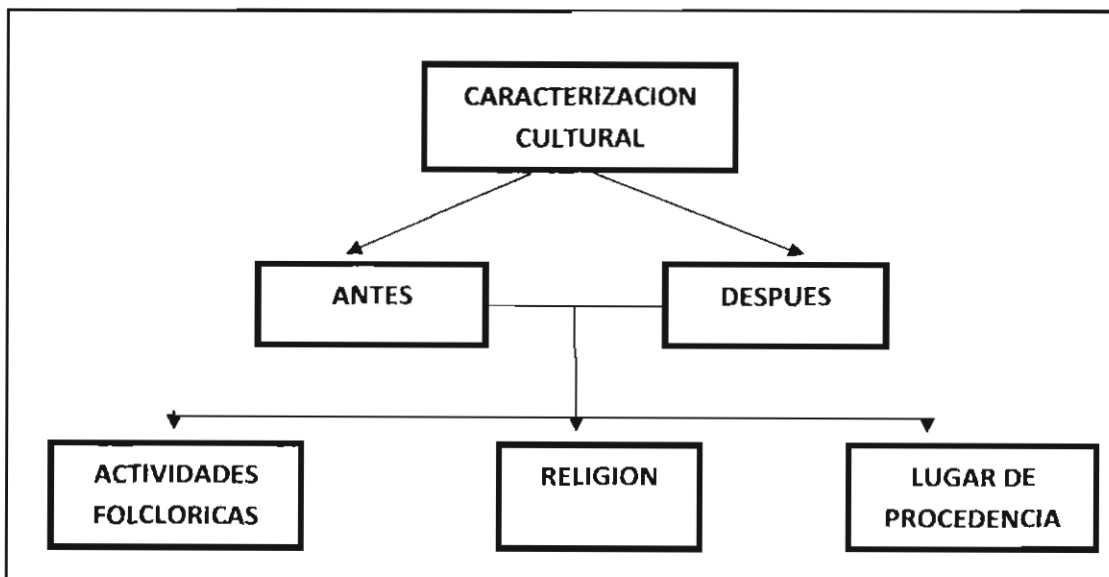 CARACTERIZACION
CULTURAL
ANTES
DESPUES
ACTIVIDADES
FOLCLORICAS
RELIGION
LUGAR DE
PROCEDENCIA